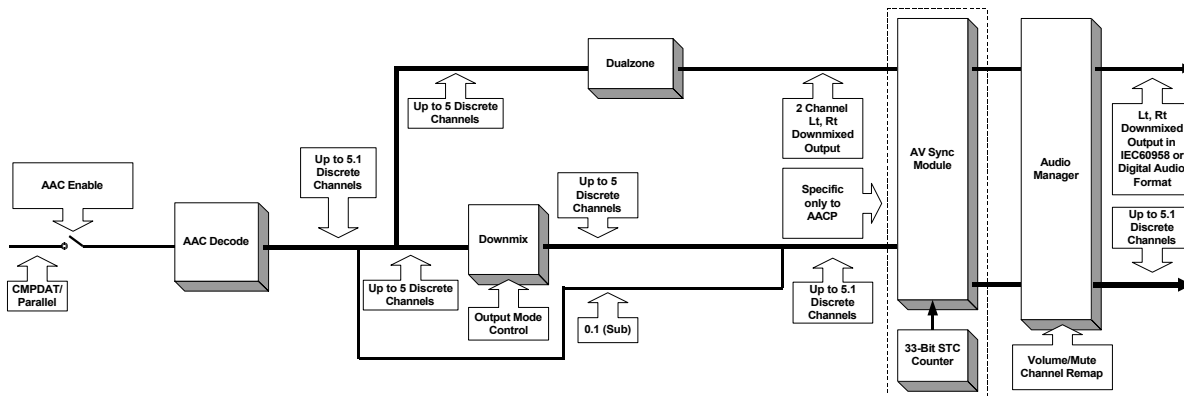 Dualzone
Up to 5 Discrete
Channels
2 Channel
Lt, Rt
Downmixed
Output
AV Sync
Module
Audio
Manager
Lt, Rt
Downmixed
Output in
IEC60958 or
Digital Audio
Format
AAC Enable
Up to 5.1
Discrete
Channels
Up to 5
Discrete
Channels
Specific
only to
AACP
Up to 5.1
Discrete
Channels
AAC Decode
Downmix
CMPDAT/
Parallel
Up to 5 Discrete
Channels
Output Mode
Control
0.1 (Sub)
Up to 5.1
Discrete
Channels
33-Bit STC
Counter
Volume/Mute
Channel Remap